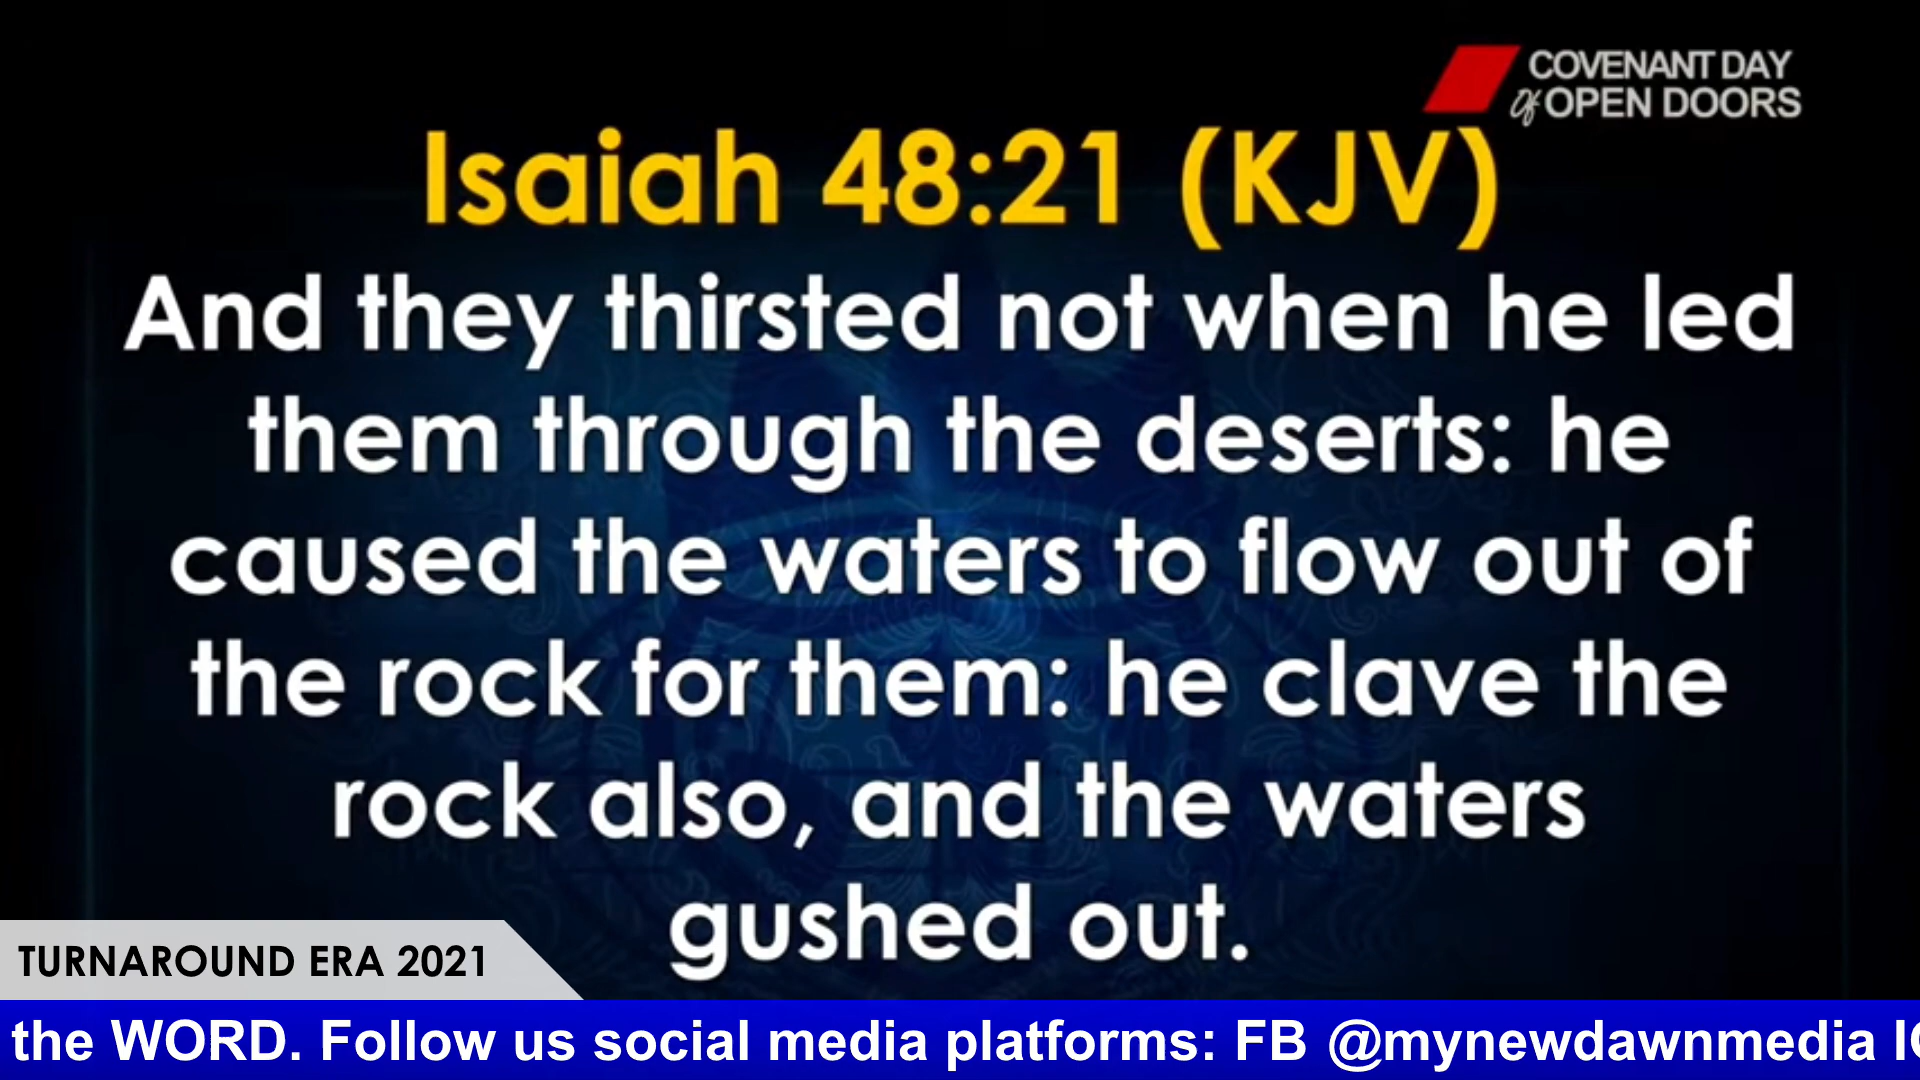 COVENANT DAY
Of OPEN DOORS
Isaiah 48:21 (KJV)
And they thirsted not when he led
them through the deserts: he
caused the waters to flow out of
the rock for them: he clave the
rock also, and the waters
gushed out.
TURNAROUND ERA 2021
the WORD. Follow us social media platforms: FB @mynewdawnmedia